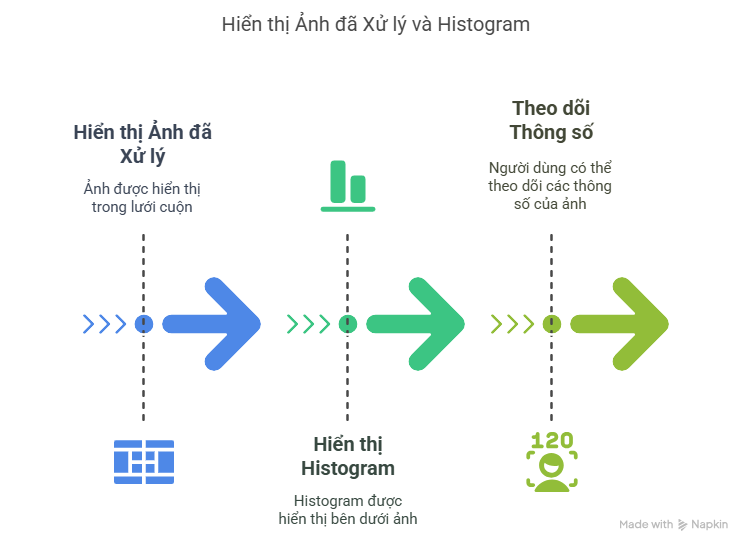 Hiển thị Ảnh đã Xử lý và Histogram
Hiển thị Ảnh đã
Xử lý
Ảnh được hiển thị
trong lưới cuộn
Hiển thị
Histogram
Histogram được
hiển thị bên dưới ảnh
Theo dõi
Thông số
Người dùng có thể
theo dõi các thông
số của ảnh
120
Made with Napkin